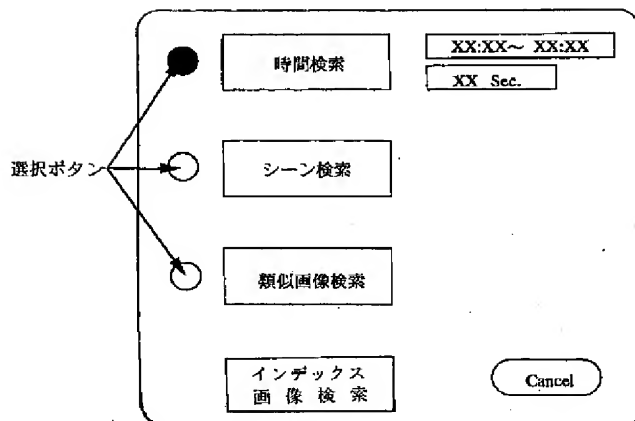 時間検索
XX:XX～ XX:XX
XX Sec.
選択ボタン
シーン検索
類似画像検索
インデックス
画像検索
Cancel